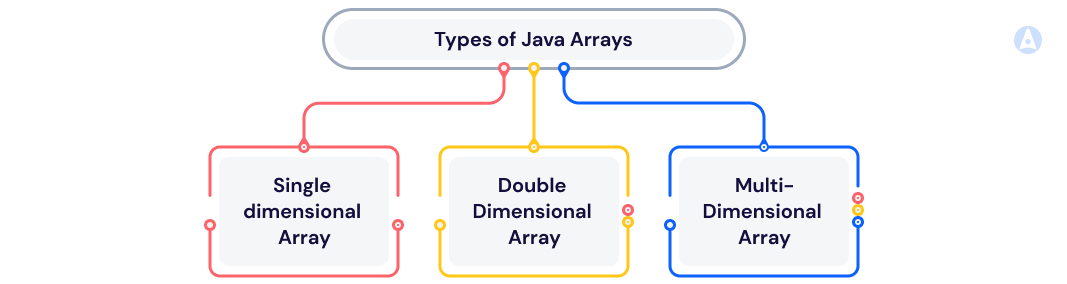 Types of Java Arrays
Single
dimensional
Array
Double
Dimensional
Array
Multi-
Dimensional
Array